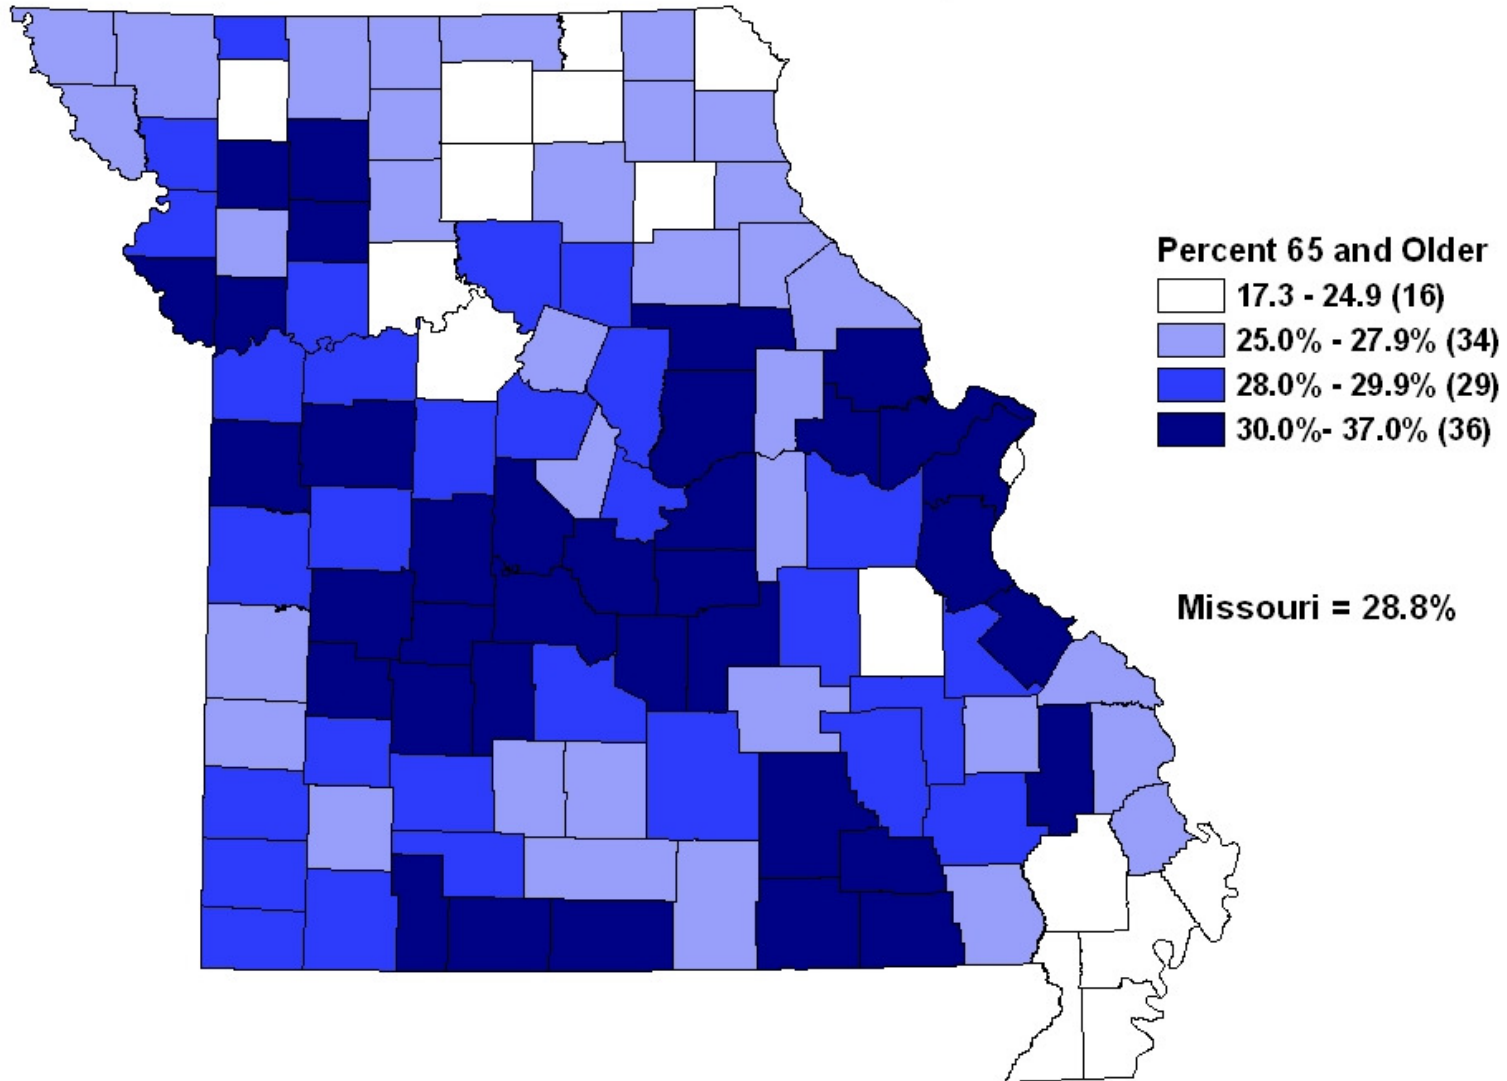 Percent 65 and Older
17.3 - 24.9 (16)
25.0% - 27.9% (34)
28.0% - 29.9% (29)
30.0%- 37.0% (36)
Missouri = 28.8%